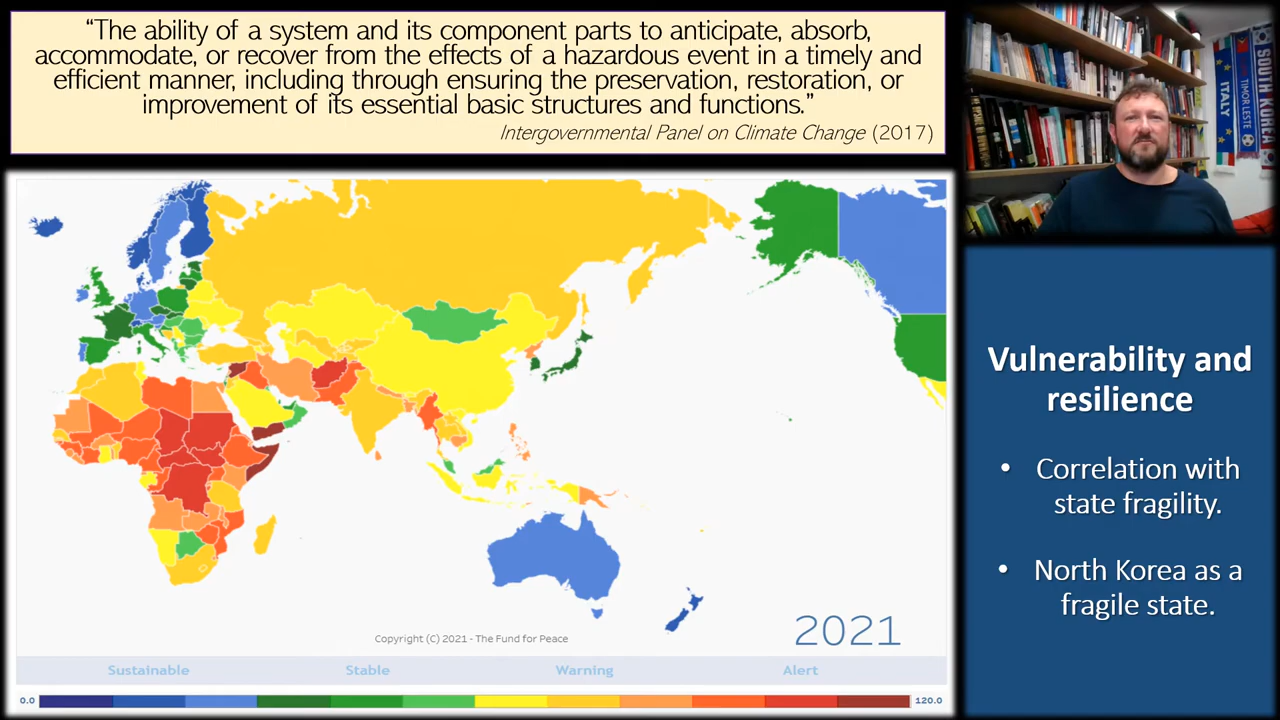 “The ability of a system and its component parts to anticipate, absorb,
accommodate, or recover from the effects of a hazardous event in a timely and
efficient manner, including through ensuring the preservation, restoration, or
improvement of its essential basic structures and functions.”
Intergovernmental Panel on Climate Change (2017)
ITALY
TIMOR LESTE
SOUTH KOREA
Vulnerability and
resilience
• Correlation with
state fragility.
• North Korea as a
fragile state.
2021
Copyright (C) 2021 - The Fund for Peace
Sustainable Stable Warning Alert
0.0 120.0